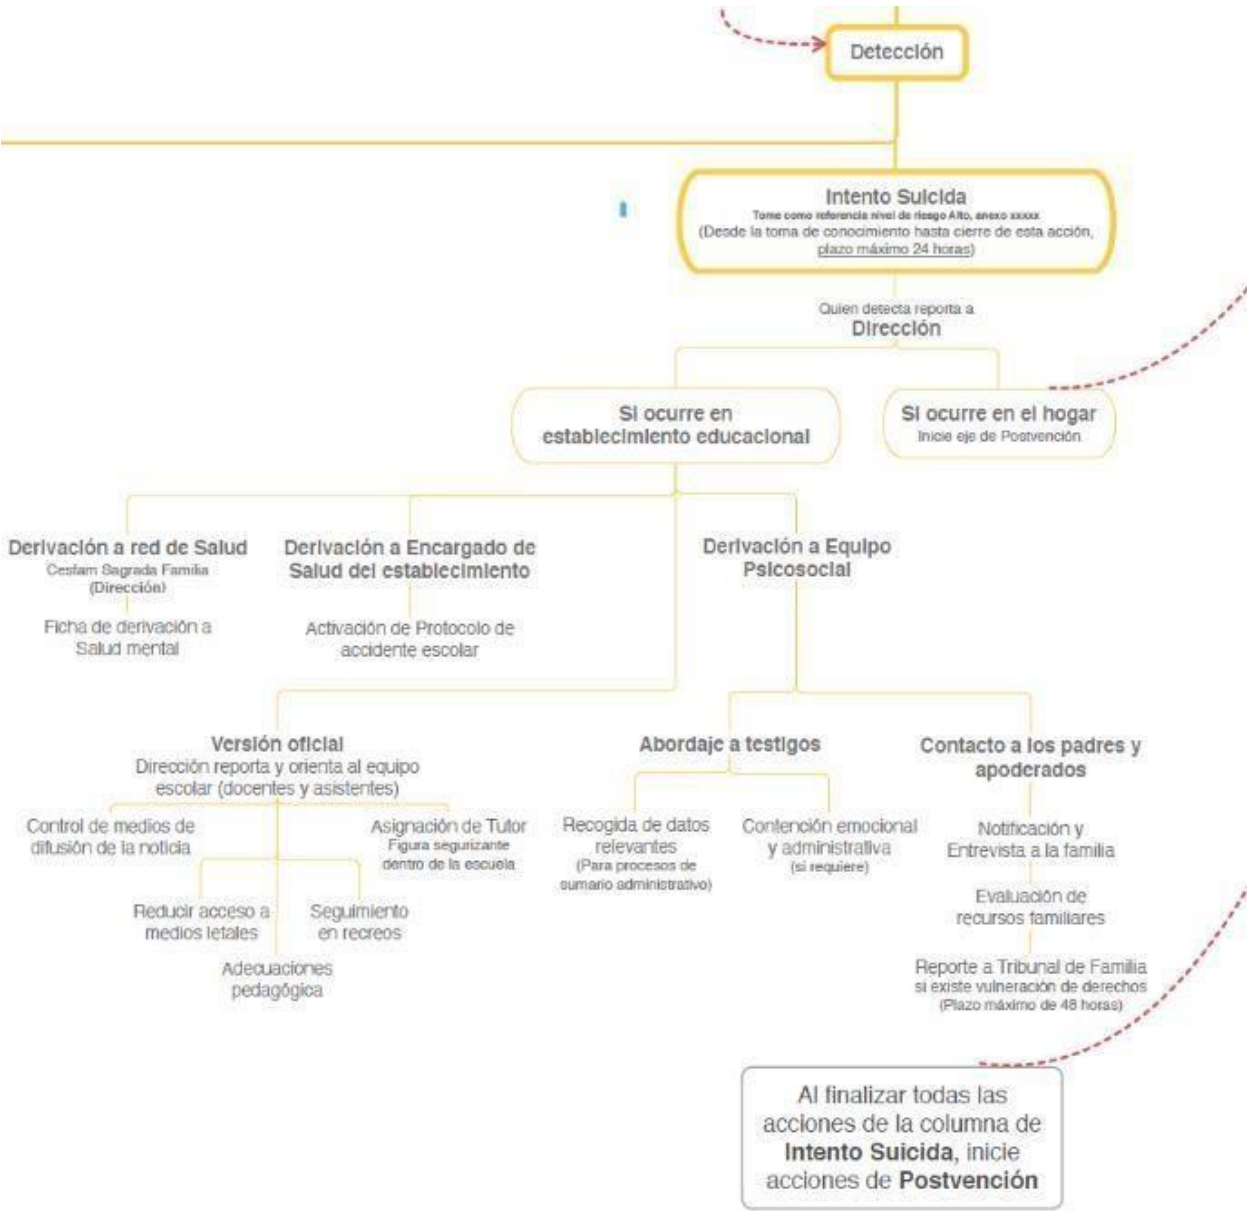 Detección
Intento Suicida
Tome como referencia nivel de riesgo Alto, anexo xxxxx
(Desde la toma de conocimiento hasta cierre de esta acción,
plazo máximo 24 horas)
Quien detecta reporta a
Dirección
Si ocurre en
establecimiento educacional
Si ocurre en el hogar
Inicie eje de Postvención
Derivación a red de Salud
Cesfam Sagrada Familia
(Dirección)
Ficha de derivación a
Salud mental
Derivación a Encargado de
Salud del establecimiento
Activación de Protocolo de
accidente escolar
Derivación a Equipo
Psicosocial
Versión oficial
Dirección reporta y orienta al equipo
escolar (docentes y asistentes)
Control de medios de
difusión de la noticia
Asignación de Tutor
Figura segurizante
dentro de la escuela
Reducir acceso a
medios letales
Seguimiento
en recreos
Adecuaciones
pedagógica
Abordaje a testigos
Recogida de datos
relevantes
(Para procesos de
sumario administrativo)
Contención emocional
y administrativa
(si requiere)
Contacto a los padres y
apoderados
Notificación y
Entrevista a la familia
Evaluación de
recursos familiares
Reporte a Tribunal de Familia
si existe vulneración de derechos
(Plazo máximo de 48 horas)
Al finalizar todas las
acciones de la columna de
Intento Suicida, inicie
acciones de Postvención